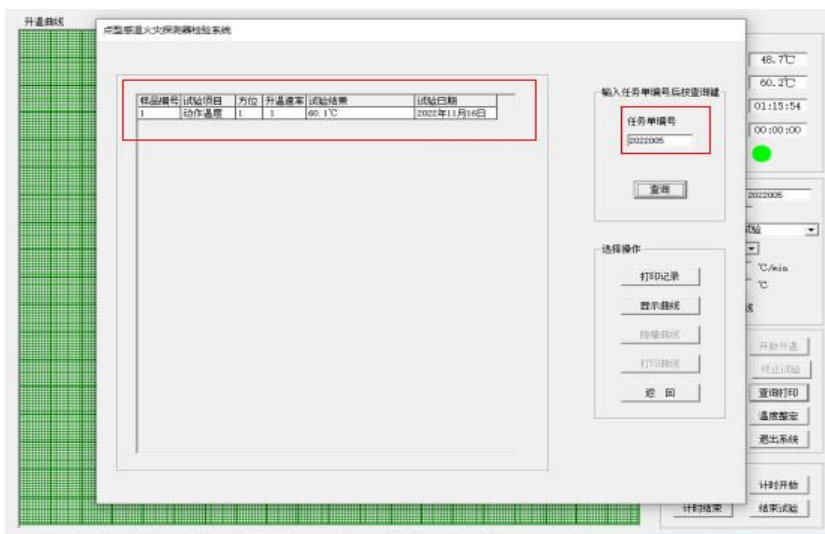 升温曲线
点型感温火灾探测器检验系统
样品编号 试验项目 方位 升温速率 试验结果 试验日期
1 动作温度 1 1 60.1℃ 2022年11月16日
输入任务单编号后按查询键
任务单编号
2022005
查询
选择操作
打印记录
显示曲线
隐藏曲线
打印曲线
返 回
48.7℃
60.2℃
01:15:54
00:00:00
2022005
试验
℃/min
℃
线
开始升温
终止试验
查询打印
温度整定
退出系统
计时开始
计时结束 结束试验